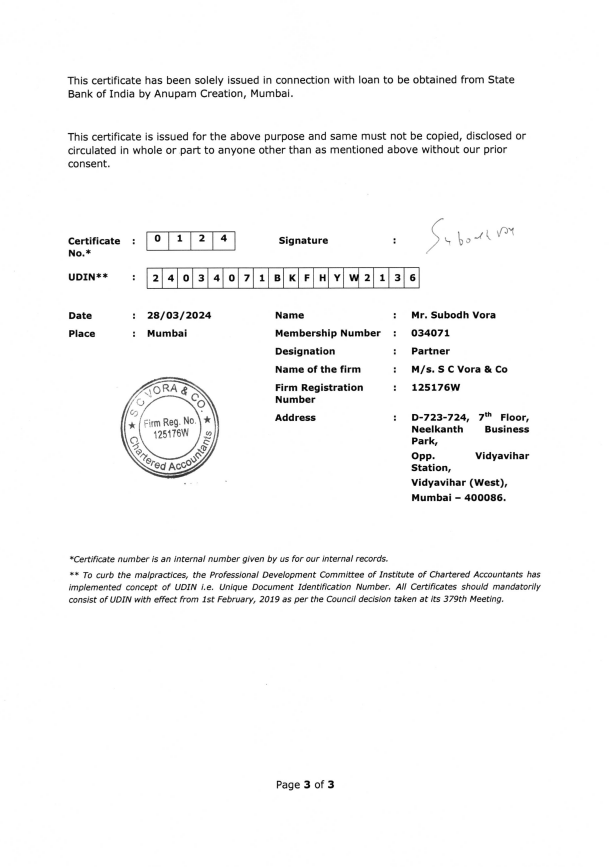 This certificate has been solely issued in connection with loan to be obtained from State
Bank of India by Anupam Creation, Mumbai.
This certificate is issued for the above purpose and same must not be copied, disclosed or
circulated in whole or part to anyone other than as mentioned above without our prior
consent.
Certificate No.* : 0 1 2 4
Signature : Subodh Vora
UDIN** : 2 4 0 3 4 0 7 1 B K F H Y W 2 1 3 6
Date : 28/03/2024
Place : Mumbai
Name : Mr. Subodh Vora
Membership Number : 034071
Designation : Partner
Name of the firm : M/s. S C Vora & Co
Firm Registration Number : 125176W
Address : D-723-724, 7th Floor,
Neelkanth Business
Park,
Opp. Vidyavihar
Station,
Vidyavihar (West),
Mumbai – 400086.
S C VORA & CO.
Firm Reg. No.
125176W
Chartered Accountants
*Certificate number is an internal number given by us for our internal records.
** To curb the malpractices, the Professional Development Committee of Institute of Chartered Accountants has
implemented concept of UDIN i.e. Unique Document Identification Number. All Certificates should mandatorily
consist of UDIN with effect from 1st February, 2019 as per the Council decision taken at its 379th Meeting.
Page 3 of 3